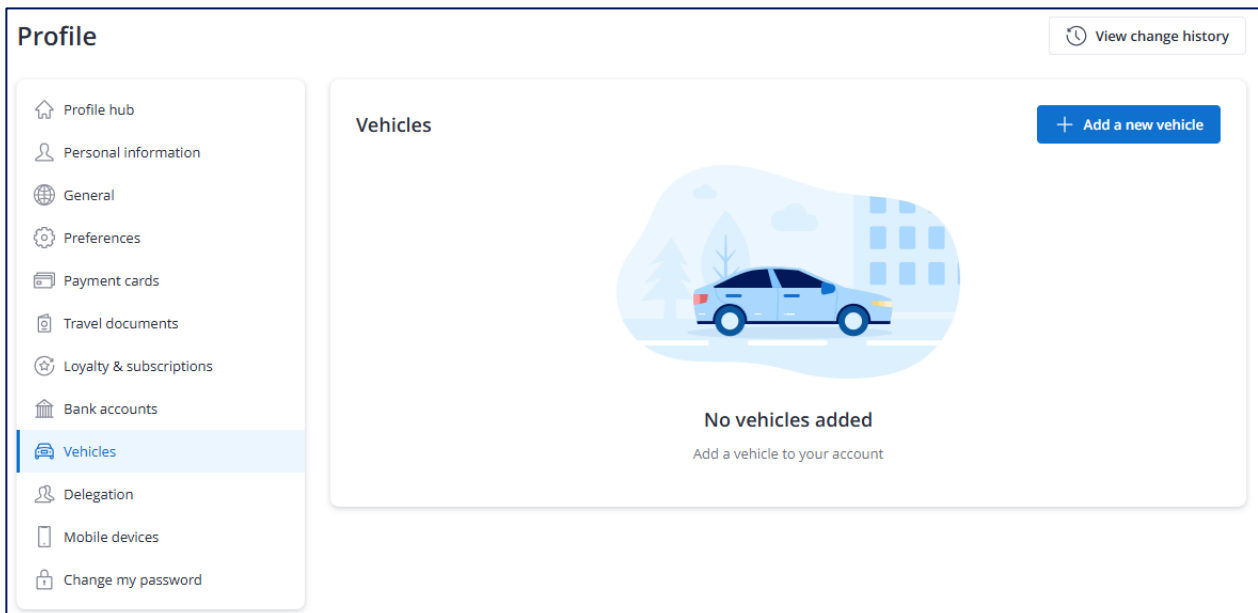 Profile
View change history
Profile hub
Personal information
General
Preferences
Payment cards
Travel documents
Loyalty & subscriptions
Bank accounts
Vehicles
Delegation
Mobile devices
Change my password
Vehicles
Add a new vehicle
No vehicles added
Add a vehicle to your account